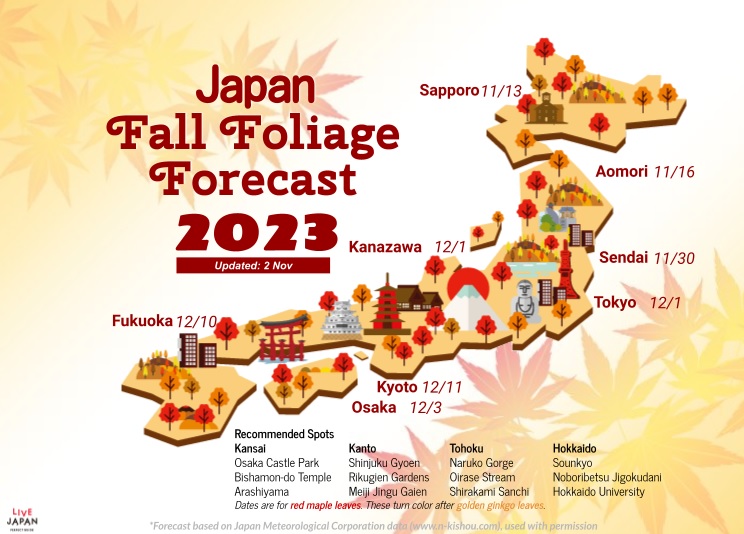 Japan
Fall Foliage
Forecast
2023
Updated: 2 Nov
Sapporo 11/13
Aomori 11/16
Kanazawa 12/1
Sendai 11/30
Tokyo 12/1
Fukuoka 12/10
Kyoto 12/11
Osaka 12/3
Recommended Spots
Kansai
Osaka Castle Park
Bishamon-do Temple
Arashiyama
Kanto
Shinjuku Gyoen
Rikugien Gardens
Meiji Jingu Gaien
Tohoku
Naruko Gorge
Oirase Stream
Shirakami Sanchi
Hokkaido
Sounkyo
Noboribetsu Jigokudani
Hokkaido University
Dates are for red maple leaves. These turn color after golden ginkgo leaves.
LIVE
JAPAN
PERFECT GUIDE
*Forecast based on Japan Meteorological Corporation data (www.n-kishou.com), used with permission